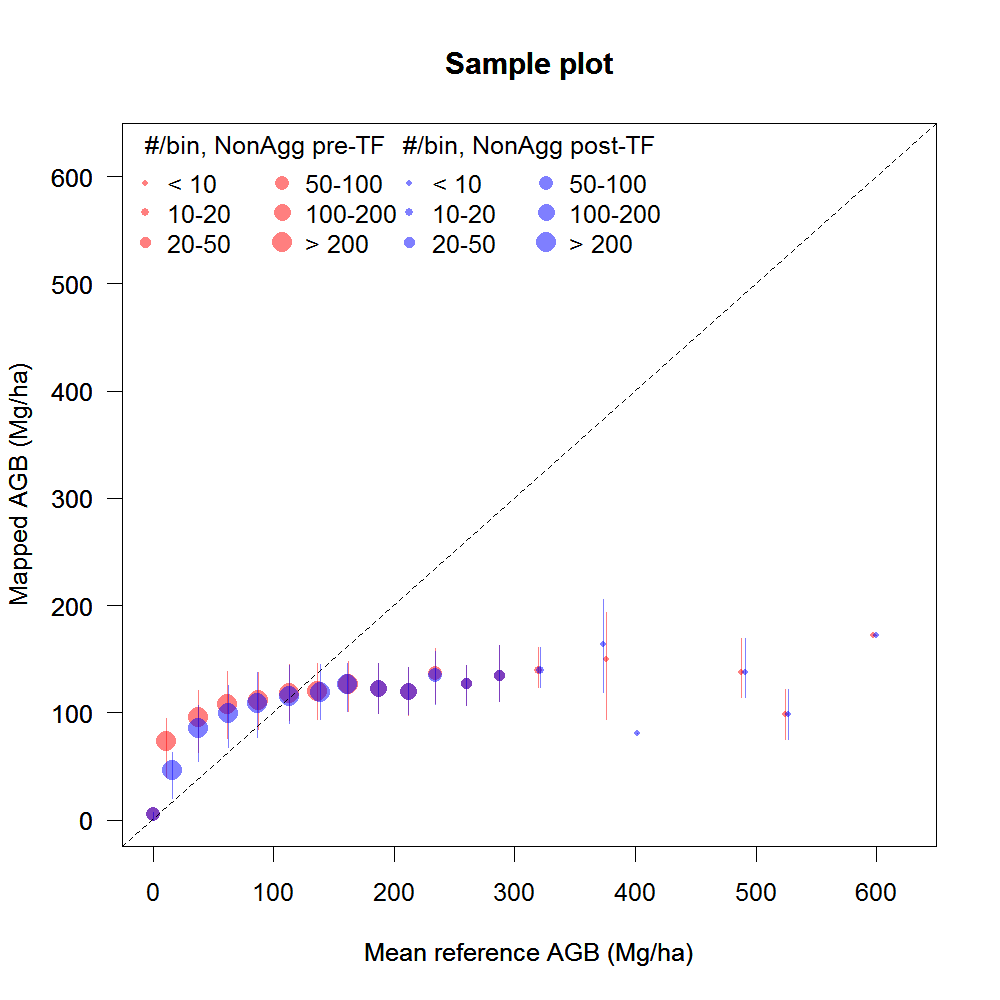 Sample plot
#/bin, NonAgg pre-TF #/bin, NonAgg post-TF
< 10 50-100 < 10 50-100
10-20 100-200 10-20 100-200
20-50 > 200 20-50 > 200
600
500
400
300
200
100
0
Mapped AGB (Mg/ha)
0 100 200 300 400 500 600
Mean reference AGB (Mg/ha)